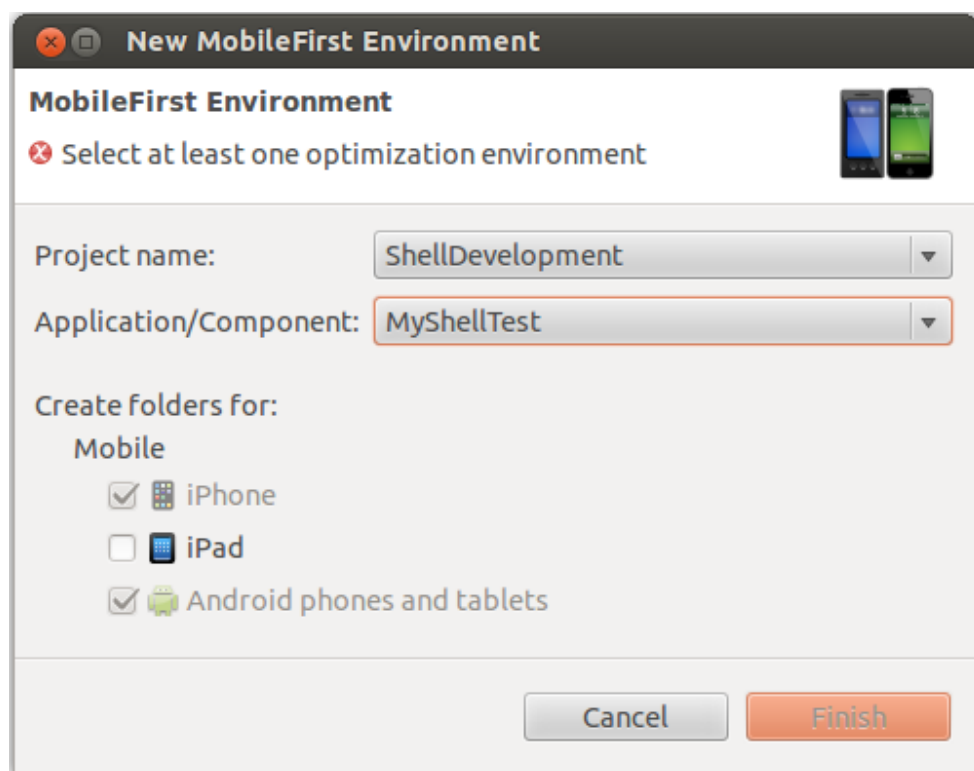 New MobileFirst Environment
MobileFirst Environment
Select at least one optimization environment
Project name: ShellDevelopment
Application/Component: MyShellTest
Create folders for:
Mobile
iPhone
iPad
Android phones and tablets
Cancel Finish